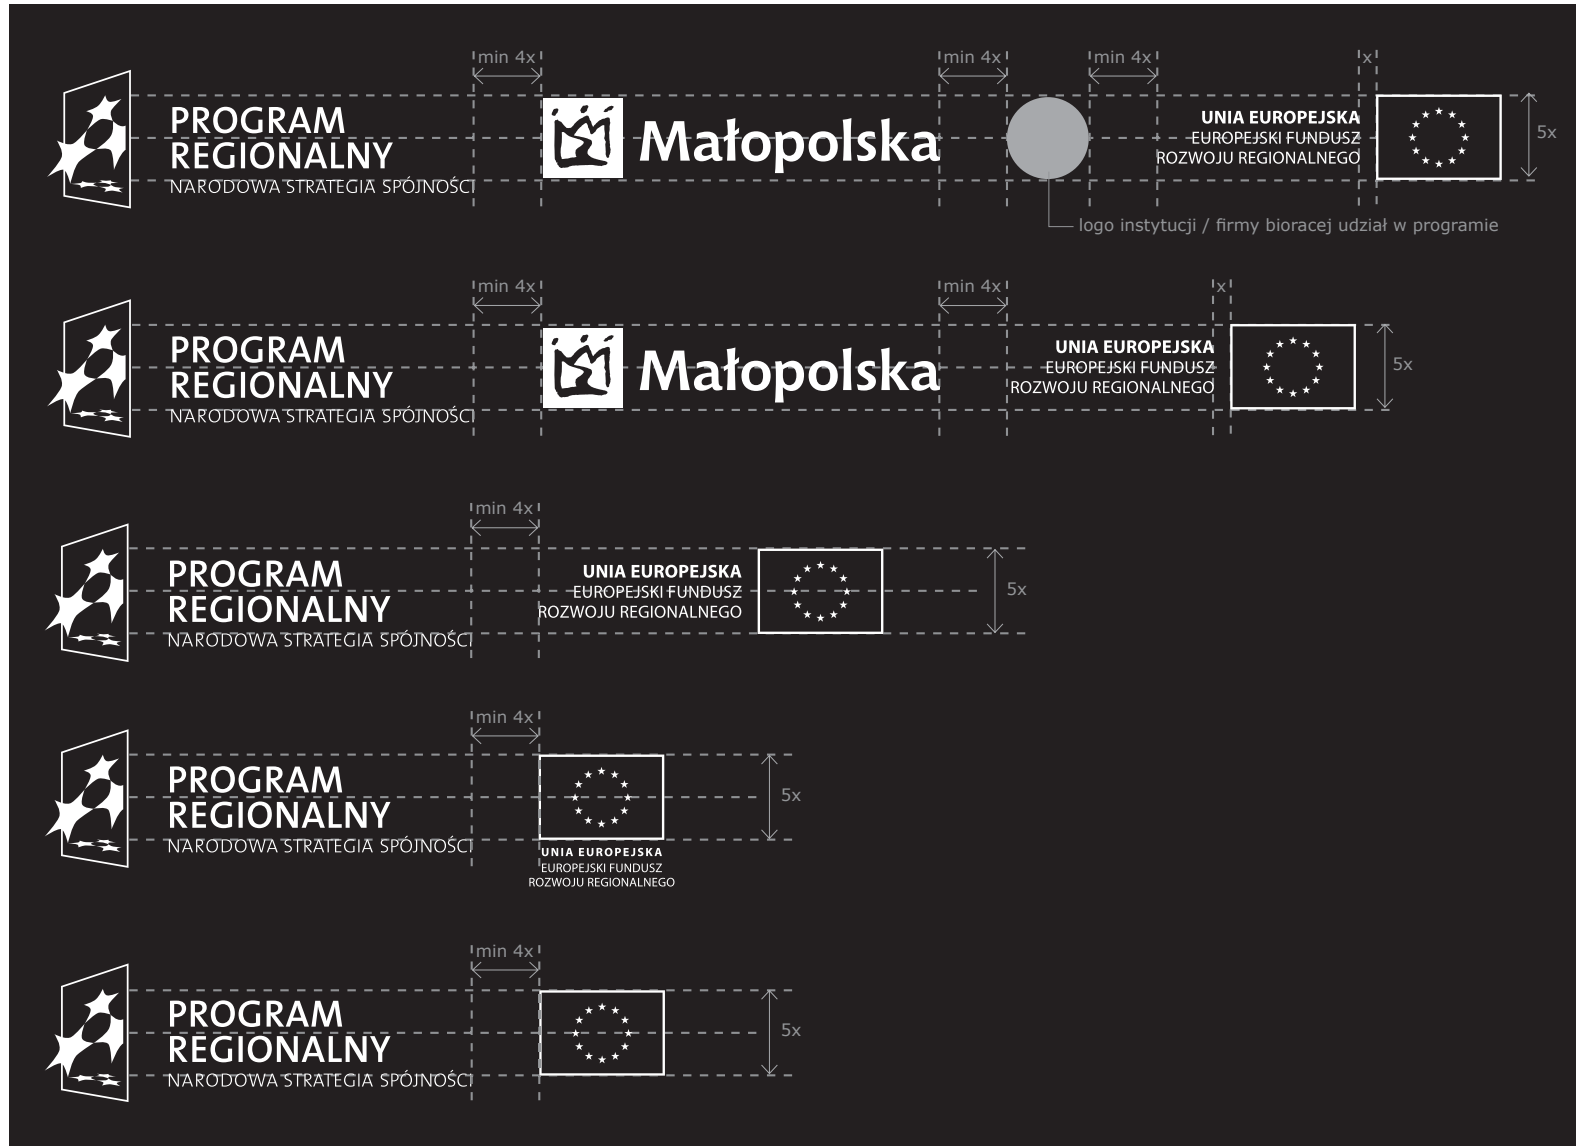 min 4x
min 4x
min 4x
x
PROGRAM
REGIONALNY
NARODOWA STRATEGIA SPÓJNOŚCI
Małopolska
UNIA EUROPEJSKA
EUROPEJSKI FUNDUSZ
ROZWOJU REGIONALNEGO
5x
logo instytucji / firmy bioracej udział w programie
min 4x
min 4x
x
PROGRAM
REGIONALNY
NARODOWA STRATEGIA SPÓJNOŚCI
Małopolska
UNIA EUROPEJSKA
EUROPEJSKI FUNDUSZ
ROZWOJU REGIONALNEGO
5x
min 4x
PROGRAM
REGIONALNY
NARODOWA STRATEGIA SPÓJNOŚCI
UNIA EUROPEJSKA
EUROPEJSKI FUNDUSZ
ROZWOJU REGIONALNEGO
5x
min 4x
PROGRAM
REGIONALNY
NARODOWA STRATEGIA SPÓJNOŚCI
5x
UNIA EUROPEJSKA
EUROPEJSKI FUNDUSZ
ROZWOJU REGIONALNEGO
min 4x
PROGRAM
REGIONALNY
NARODOWA STRATEGIA SPÓJNOŚCI
5x